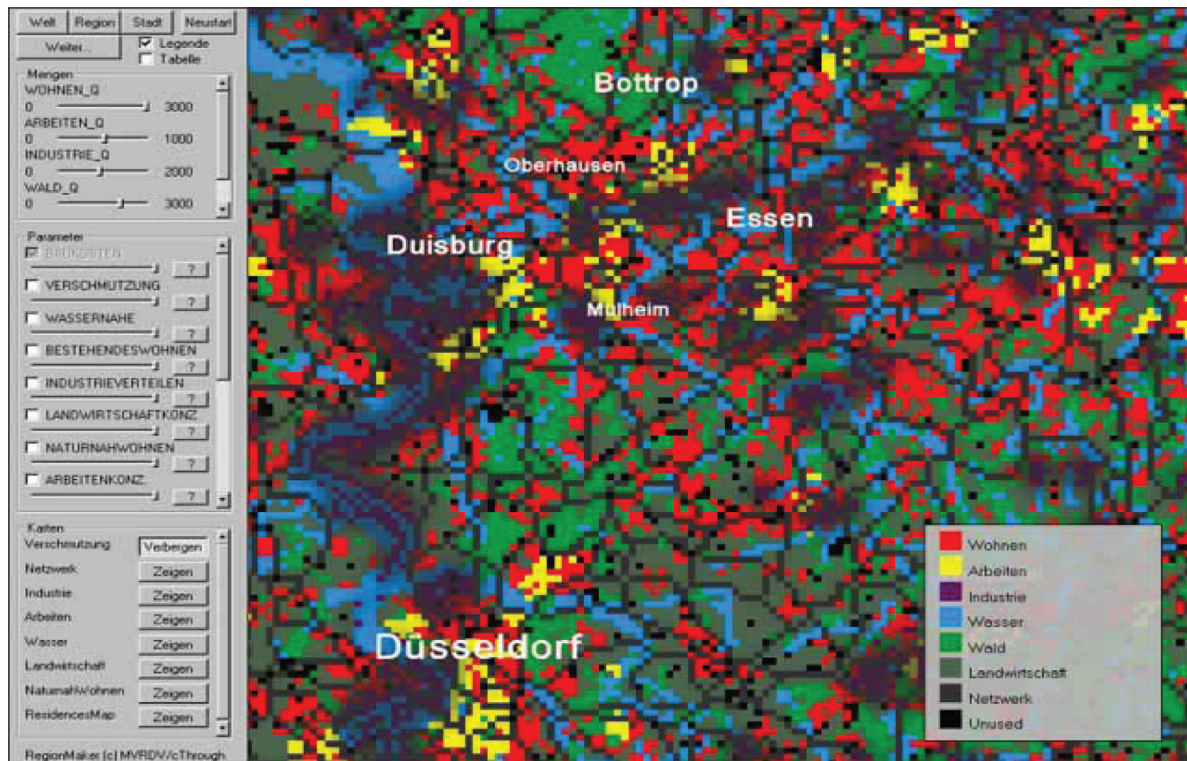 Welt Region Stadt Neustart
Weiter... Legende
Tabelle
Mengen
WOHNEN_Q
0 3000
ARBEITEN_Q
0 1000
INDUSTRIE_Q
0 2000
WALD_Q
0 3000
Parameter
BAUKOSTEN
?
VERSCHMUTZUNG
?
WASSERNAHE
?
BESTEHENDESWOHNEN
?
INDUSTRIEVERTEILEN
?
LANDWIRTSCHAFTKONZ
?
NATURNAHWOHNEN
?
ARBEITENKONZ
?
Karten
Verschmutzung Verbergen
Netzwerk Zeigen
Industrie Zeigen
Arbeiten Zeigen
Wasser Zeigen
Landwirtschaft Zeigen
NaturnahWohnen Zeigen
ResidencesMap Zeigen
RegionMaker (c) MVRDV/cThrough
Bottrop
Oberhausen
Essen
Duisburg
Mülheim
Düsseldorf
Wohnen
Arbeiten
Industrie
Wasser
Wald
Landwirtschaft
Netzwerk
Unused